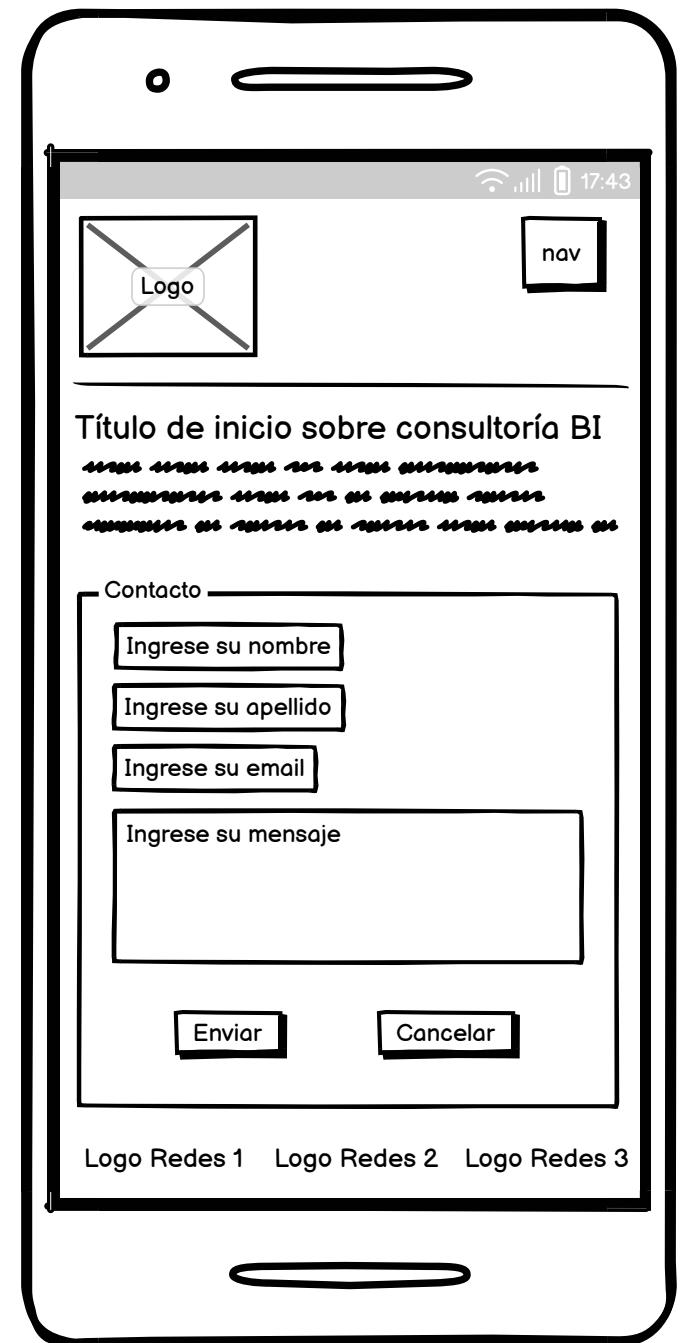 17:43
Logo
nav
Título de inicio sobre consultoría BI
Contacto
Ingrese su nombre
Ingrese su apellido
Ingrese su email
Ingrese su mensaje
Enviar Cancelar
Logo Redes 1 Logo Redes 2 Logo Redes 3